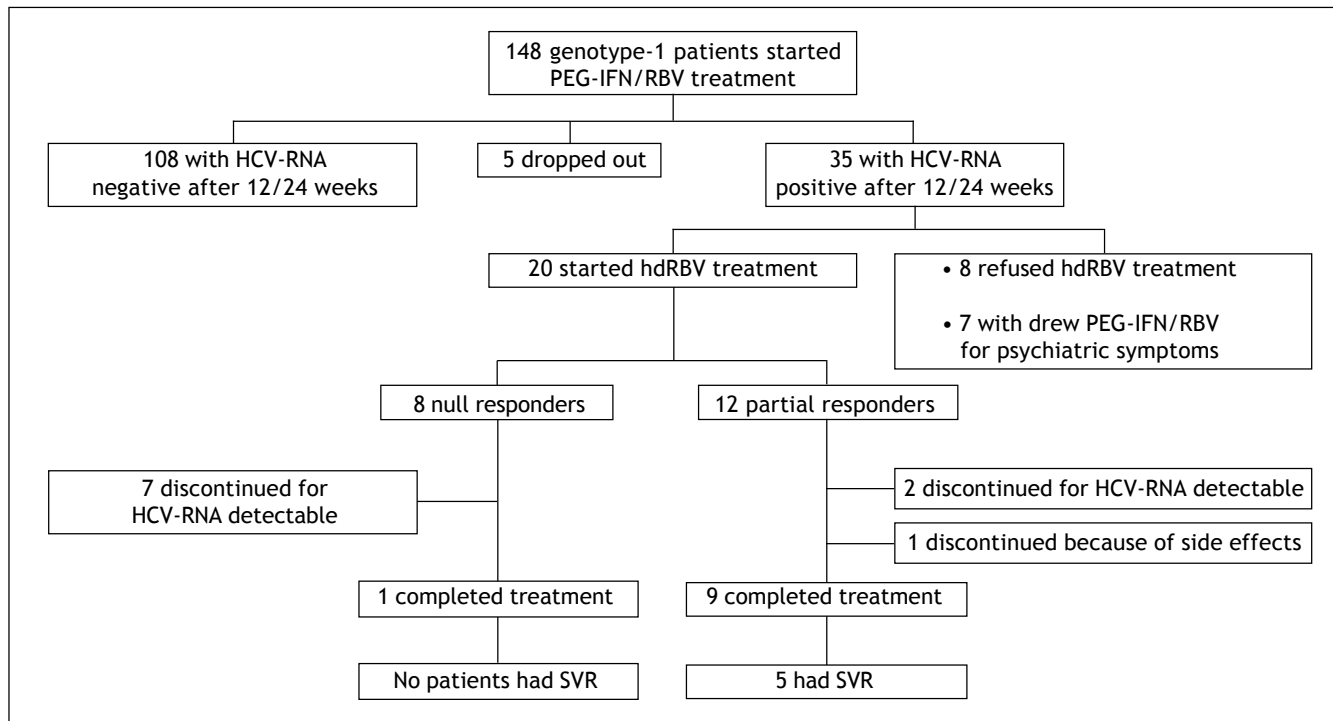 148 genotype-1 patients started
PEG-IFN/RBV treatment
108 with HCV-RNA
negative after 12/24 weeks
5 dropped out
35 with HCV-RNA
positive after 12/24 weeks
20 started hdRBV treatment
• 8 refused hdRBV treatment
• 7 with drew PEG-IFN/RBV
for psychiatric symptoms
8 null responders
12 partial responders
7 discontinued for
HCV-RNA detectable
2 discontinued for HCV-RNA detectable
1 discontinued because of side effects
1 completed treatment
9 completed treatment
No patients had SVR
5 had SVR